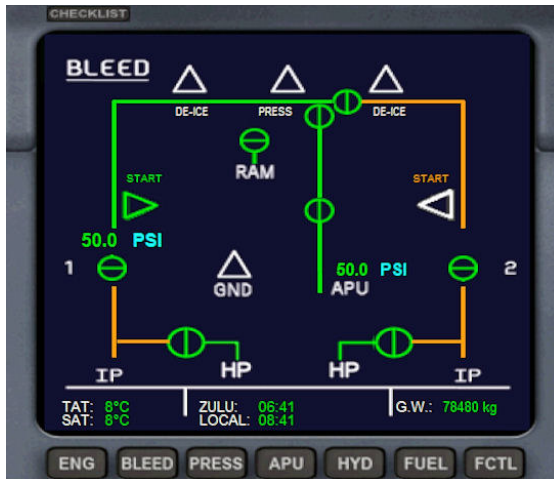 CHECKLIST
BLEED
DE-ICE PRESS DE-ICE
RAM
START START
50.0 PSI
1 GND 50.0 PSI 2
APU
IP HP HP IP
TAT: 8°C ZULU: 06:41 G.W.: 78480 kg
SAT: 8°C LOCAL: 08:41
ENG BLEED PRESS APU HYD FUEL FCTL